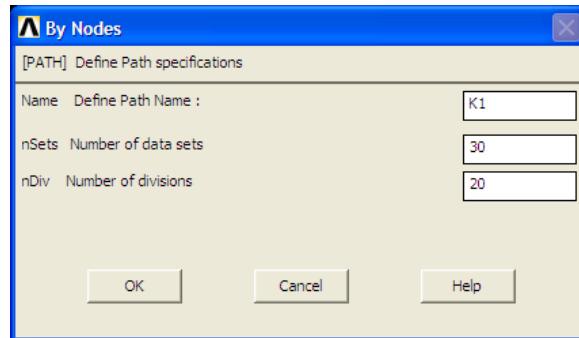 By Nodes
[PATH] Define Path specifications
Name Define Path Name : K1
nSets Number of data sets 30
nDiv Number of divisions 20
OK Cancel Help